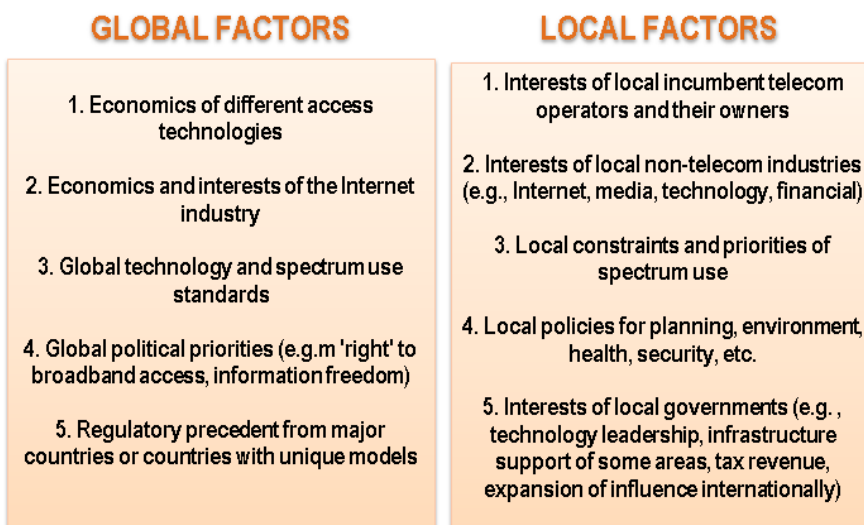 GLOBAL FACTORS
1. Economics of different access
technologies
2. Economics and interests of the Internet
industry
3. Global technology and spectrum use
standards
4. Global political priorities (e.g.m 'right' to
broadband access, information freedom)
5. Regulatory precedent from major
countries or countries with unique models
LOCAL FACTORS
1. Interests of local incumbent telecom
operators and their owners
2. Interests of local non-telecom industries
(e.g., Internet, media, technology, financial)
3. Local constraints and priorities of
spectrum use
4. Local policies for planning, environment,
health, security, etc.
5. Interests of local governments (e.g. ,
technology leadership, infrastructure
support of some areas, tax revenue,
expansion of influence internationally)